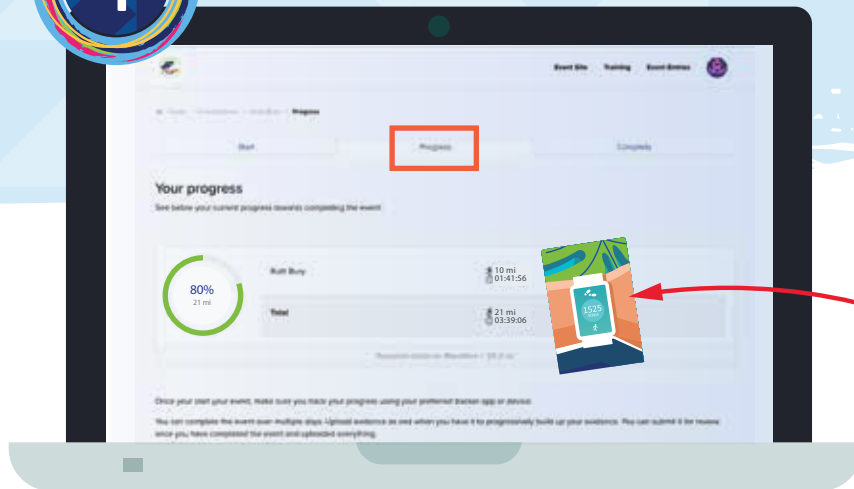 Event Site Training Event Entries
Progress
Start Progress Complete
Your progress
See below your current progress towards completing the event
80%
21 mi
Ruth Bury
10 mi
01:41:56
Total
21 mi
03:39:06
1525
Once your start your event, make sure you track your progress using your preferred tracker app or device.
You can complete the event over multiple days. Upload evidence as and when you have it to progressively build up your evidence. You can submit it for review
once you have completed the event and uploaded everything.